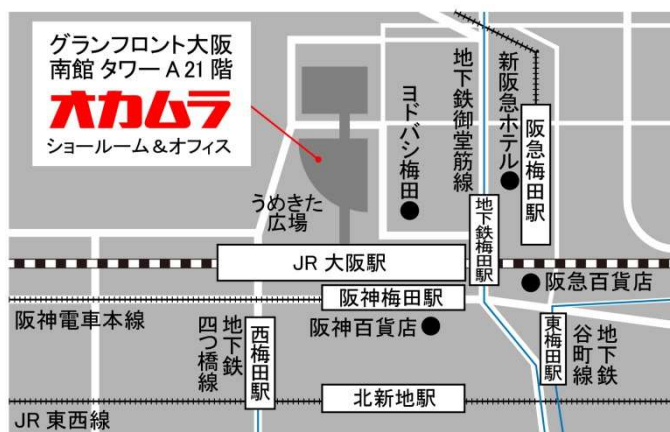 グランフロント大阪
南館 タワー A 21 階
オカムラ
ショールーム&オフィス
うめきた
広場
ヨドバシ梅田
地下鉄御堂筋線
新阪急ホテル
阪急梅田駅
地下鉄梅田駅
JR 大阪駅
阪急百貨店
阪神梅田駅
阪神電車本線
阪神百貨店
地下鉄
四つ橋線
西梅田駅
東梅田駅
地下鉄
谷町線
北新地駅
JR 東西線